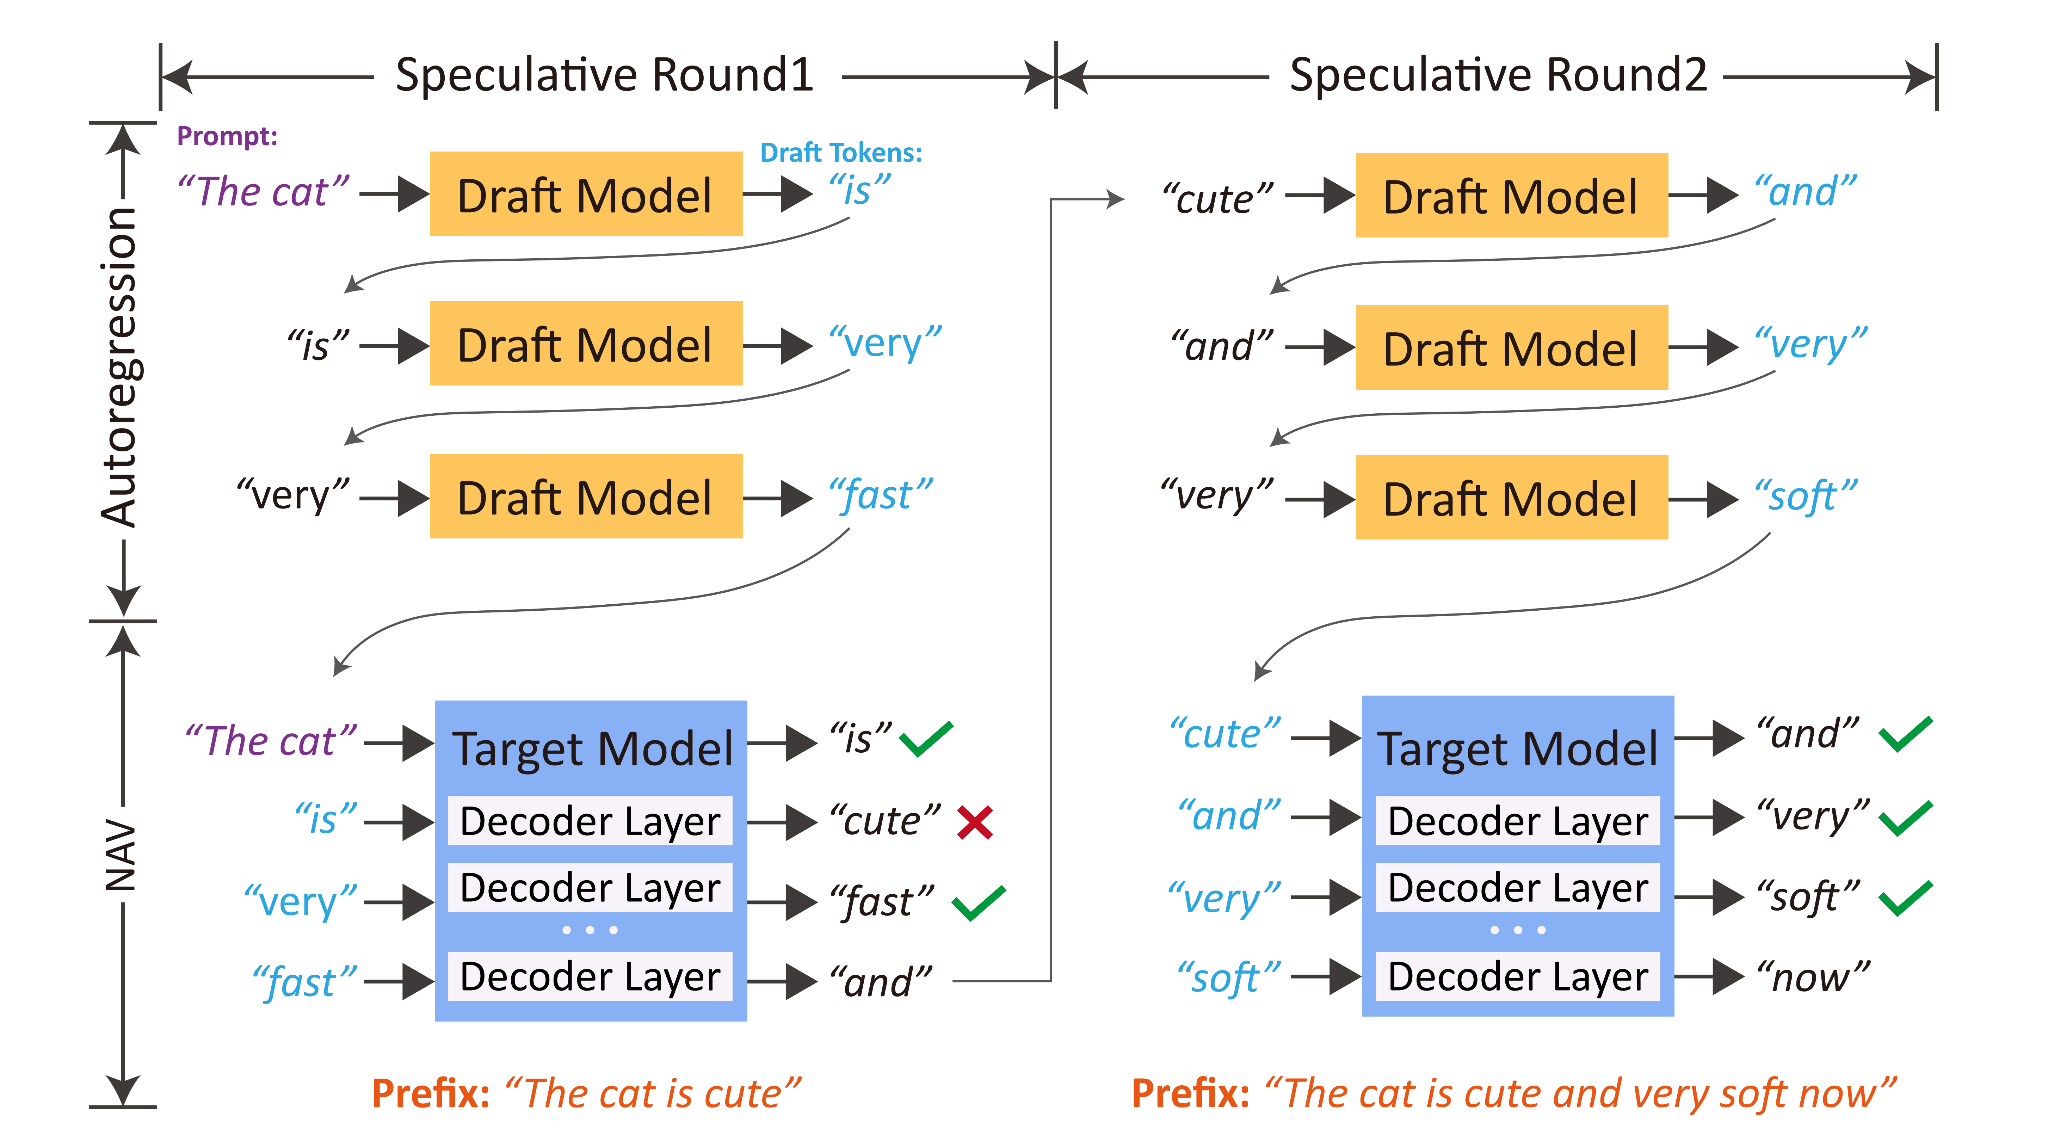 Speculative Round1
Speculative Round2
Autoregression
NAV
Prompt:
“The cat”
Draft Model
Draft Tokens:
“is”
“is”
Draft Model
“very”
“very”
Draft Model
“fast”
“The cat”
Target Model
“is”
“is”
Decoder Layer
“cute”
“very”
Decoder Layer
“fast”
...
“fast”
Decoder Layer
“and”
Prefix: “The cat is cute”
“cute”
Draft Model
“and”
“and”
Draft Model
“very”
“very”
Draft Model
“soft”
“cute”
Target Model
“and”
“and”
Decoder Layer
“very”
“very”
Decoder Layer
“soft”
...
“soft”
Decoder Layer
“now”
Prefix: “The cat is cute and very soft now”